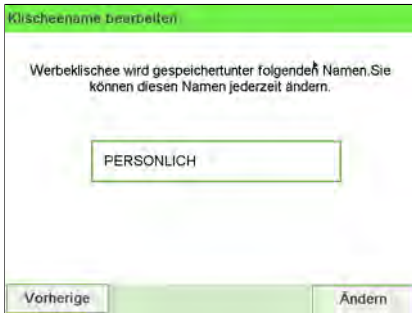 Klischeename bearbeiten
Werbeklischee wird gespeichertunter folgenden Namen.Sie
können diesen Namen jederzeit ändern.
PERSONLICH
Vorherige
Ändern